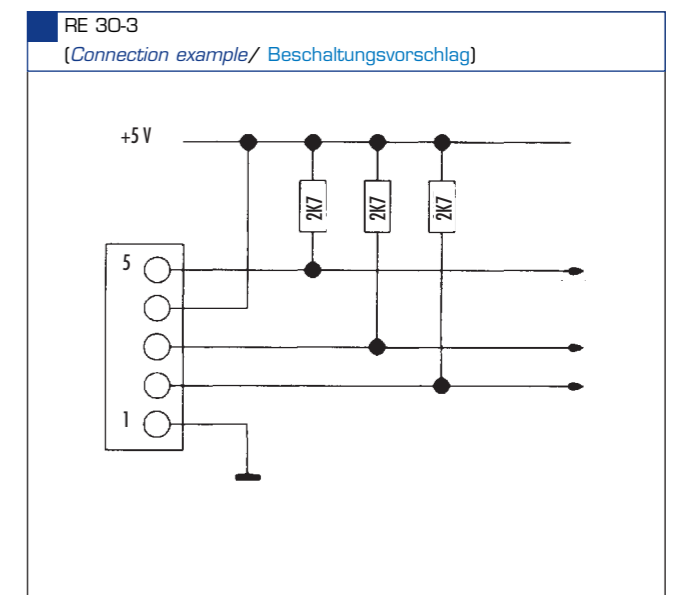 RE 30-3
(Connection example/ Beschaltungsvorschlag)
+5 V
2K7 2K7 2K7
5
1